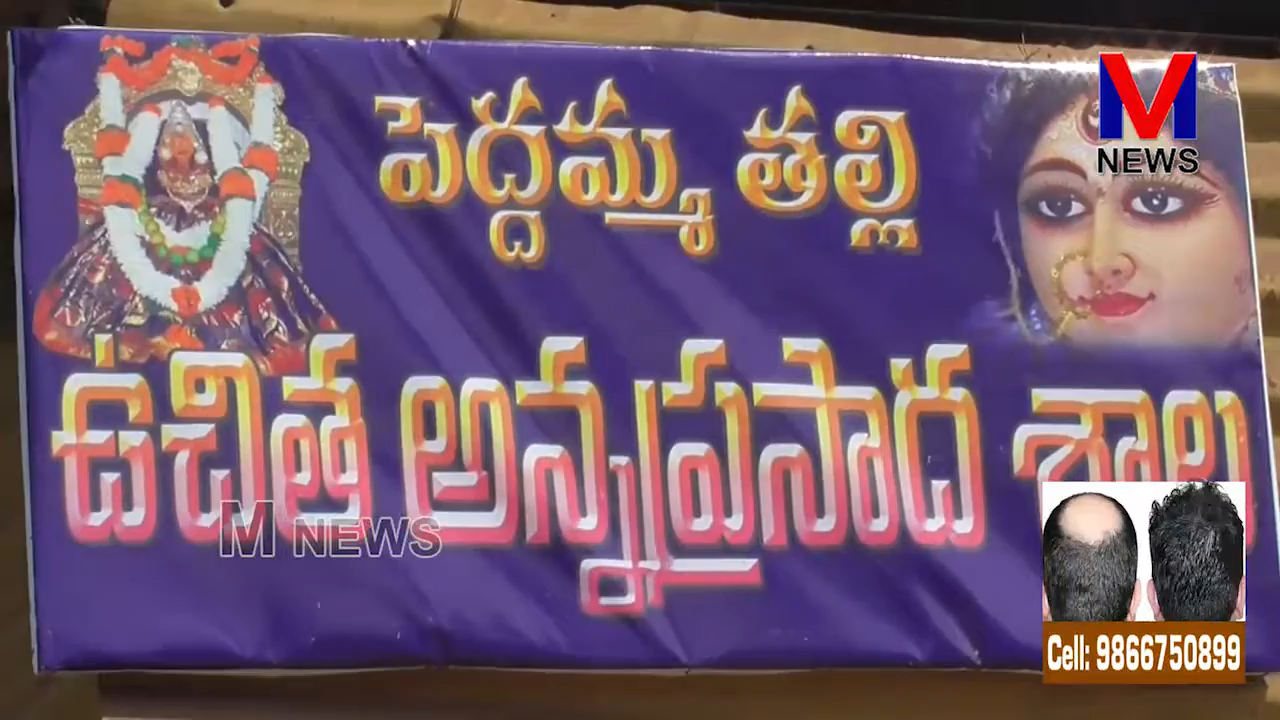 పెద్దమ్మ తల్లి
M
NEWS
ఉచిత అన్నప్రసాద శాల
M NEWS
Cell: 9866750899